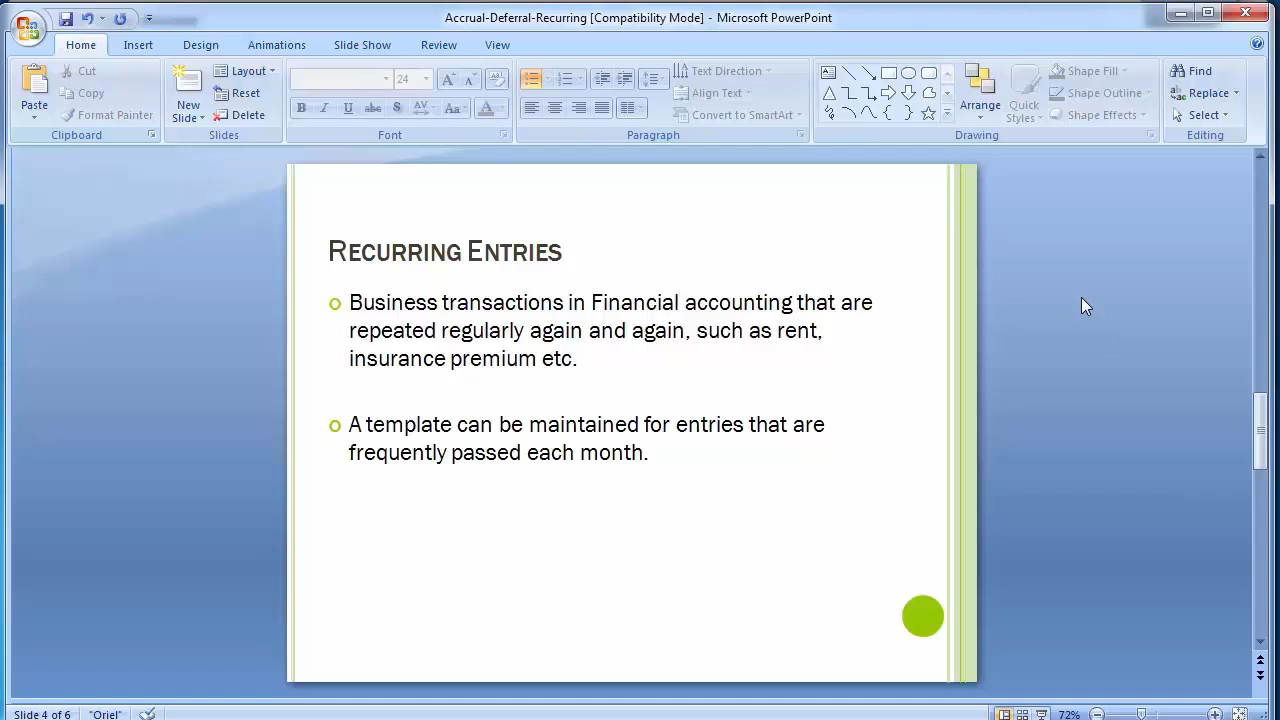 Accrual-Deferral-Recurring [Compatibility Mode] - Microsoft PowerPoint
Home Insert Design Animations Slide Show Review View
Paste
Cut
Copy
Format Painter
Clipboard
New
Slide
Layout
Reset
Delete
Slides
24
B I U abc S AV Aa A
Font
Text Direction
Align Text
Convert to SmartArt
Paragraph
Arrange
Quick
Styles
Shape Fill
Shape Outline
Shape Effects
Drawing
Find
Replace
Select
Editing
RECURRING ENTRIES
Business transactions in Financial accounting that are
repeated regularly again and again, such as rent,
insurance premium etc.
A template can be maintained for entries that are
frequently passed each month.
Slide 4 of 6 "Oriel" 72%